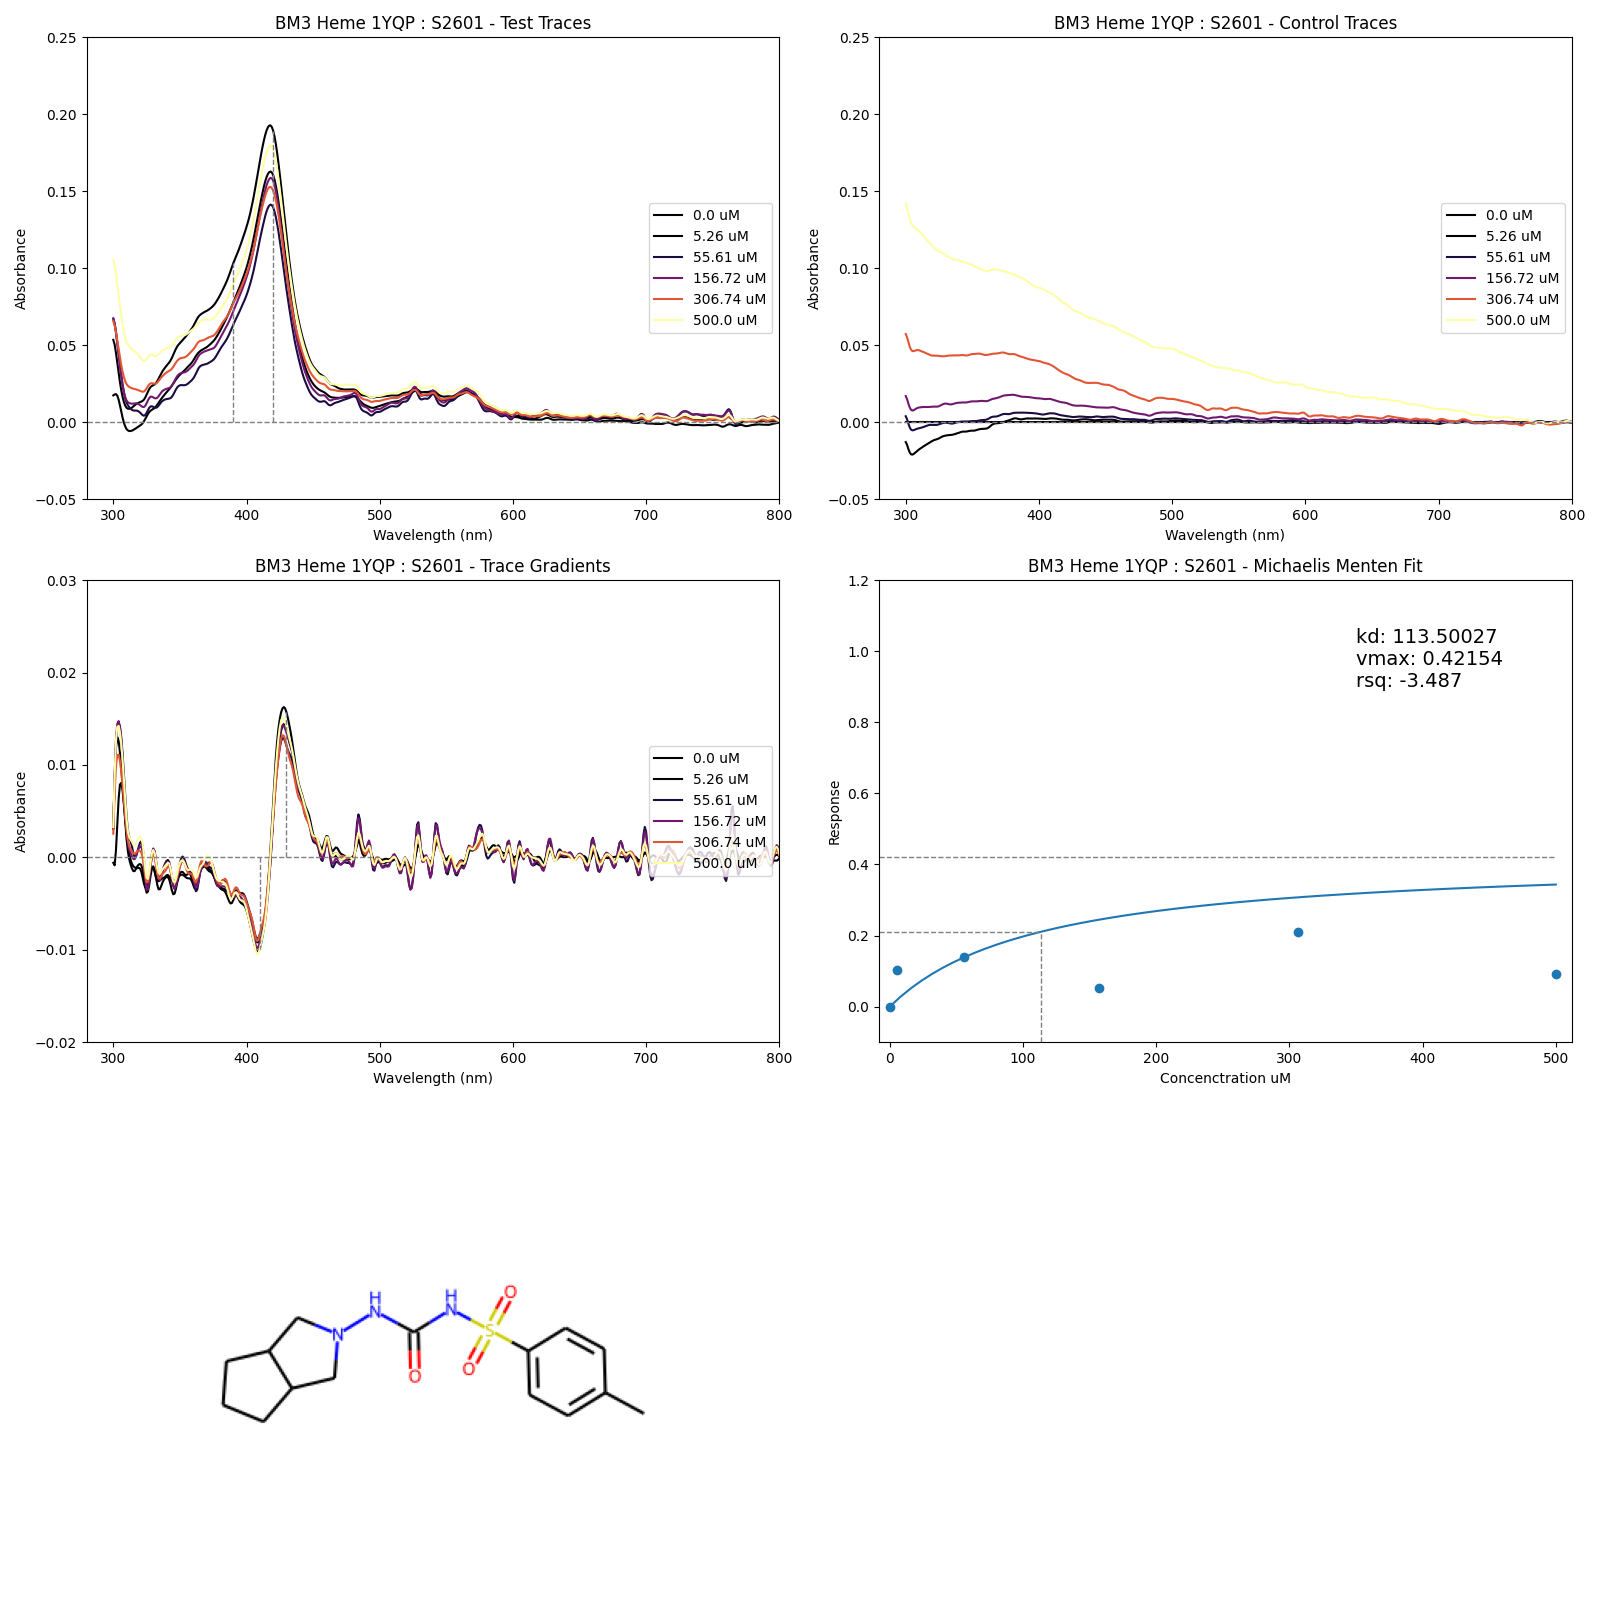 BM3 Heme 1YQP : S2601 - Test Traces
Absorbance
0.25
0.20
0.15
0.10
0.05
0.00
−0.05
300
400
500
600
700
800
Wavelength (nm)
0.0 uM
5.26 uM
55.61 uM
156.72 uM
306.74 uM
500.0 uM
BM3 Heme 1YQP : S2601 - Control Traces
Absorbance
0.25
0.20
0.15
0.10
0.05
0.00
−0.05
300
400
500
600
700
800
Wavelength (nm)
0.0 uM
5.26 uM
55.61 uM
156.72 uM
306.74 uM
500.0 uM
BM3 Heme 1YQP : S2601 - Trace Gradients
Absorbance
0.03
0.02
0.01
0.00
−0.01
−0.02
300
400
500
600
700
800
Wavelength (nm)
0.0 uM
5.26 uM
55.61 uM
156.72 uM
306.74 uM
500.0 uM
BM3 Heme 1YQP : S2601 - Michaelis Menten Fit
Response
1.2
1.0
0.8
0.6
0.4
0.2
0.0
0
100
200
300
400
500
Concenctration uM
kd: 113.50027
vmax: 0.42154
rsq: -3.487
N
H
N
O
H
N
S
O
O